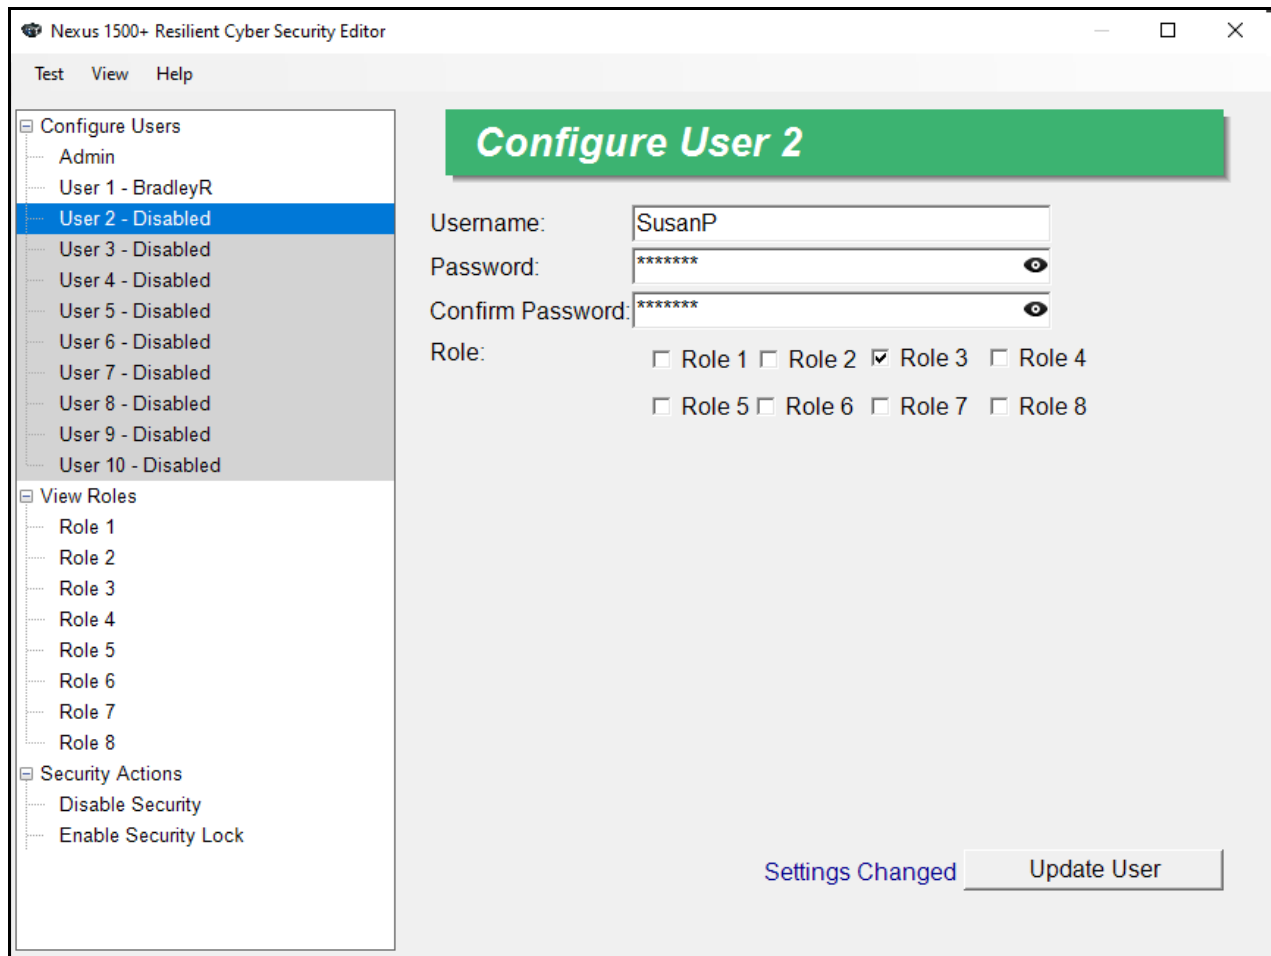 Nexus 1500+ Resilient Cyber Security Editor
Test View Help
Configure Users
Admin
User 1 - BradleyR
User 2 - Disabled
User 3 - Disabled
User 4 - Disabled
User 5 - Disabled
User 6 - Disabled
User 7 - Disabled
User 8 - Disabled
User 9 - Disabled
User 10 - Disabled
View Roles
Role 1
Role 2
Role 3
Role 4
Role 5
Role 6
Role 7
Role 8
Security Actions
Disable Security
Enable Security Lock
Configure User 2
Username: SusanP
Password: *******
Confirm Password: *******
Role: Role 1 Role 2 Role 3 Role 4
Role 5 Role 6 Role 7 Role 8
Settings Changed Update User